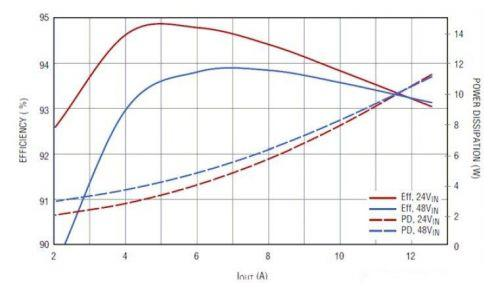 95
94
93
92
91
90
EFFICIENCY (%)
2 4 6 8 10 12
IOUT (A)
14
12
10
8
6
4
2
0
POWER DISSIPATION (W)
Eff, 24VIN
Eff, 48VIN
PD, 24VIN
PD, 48VIN